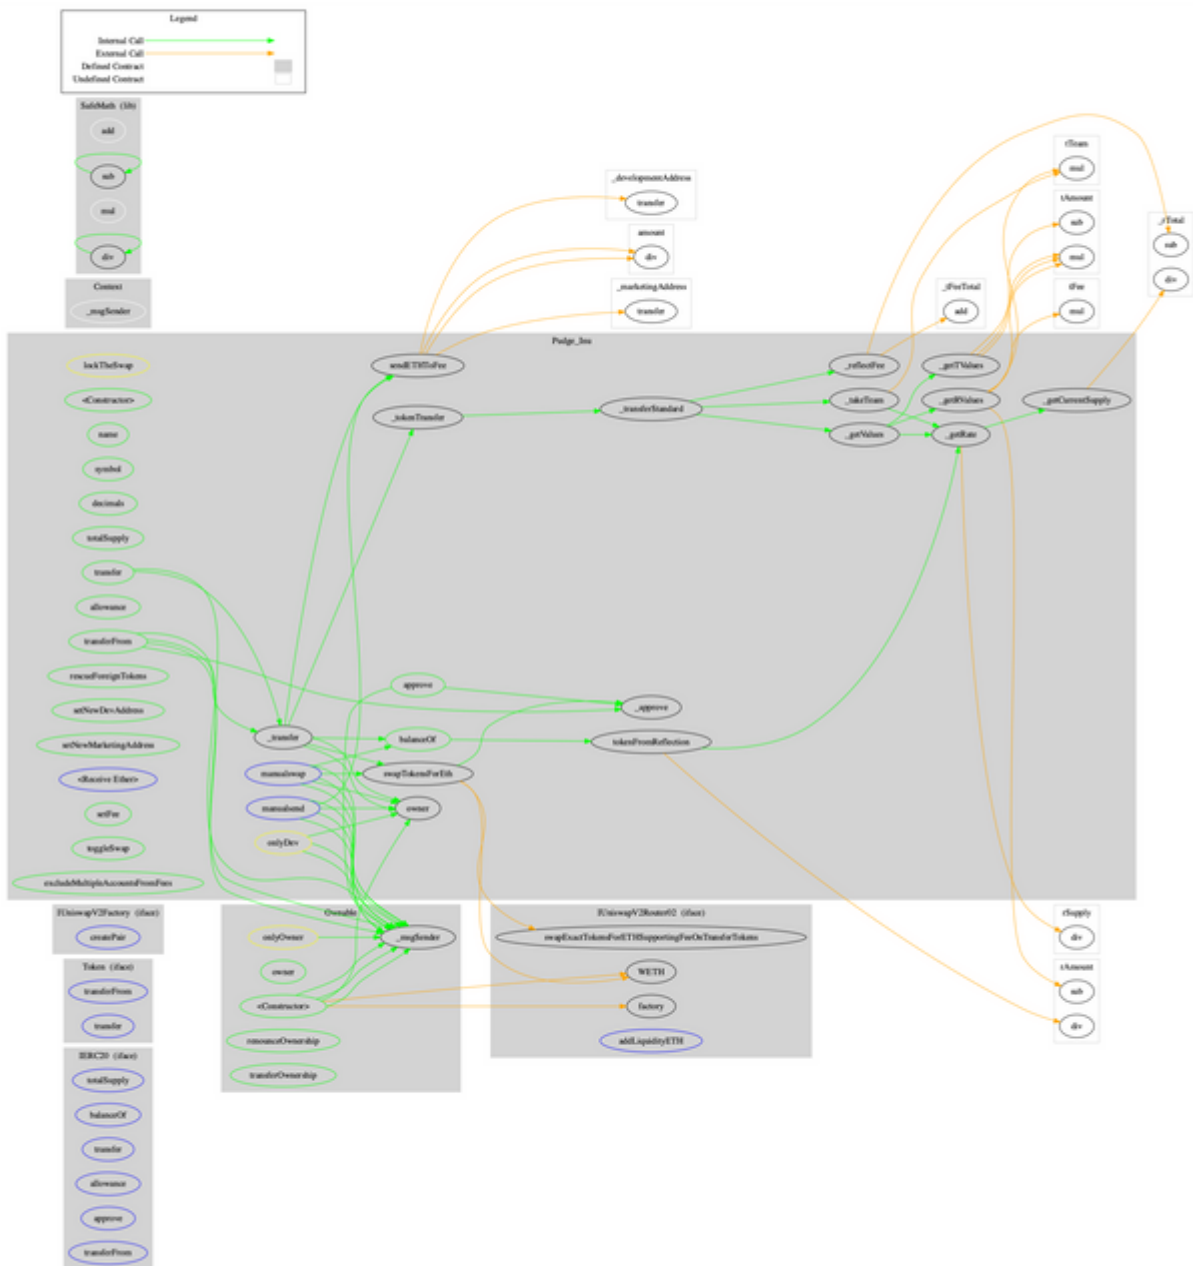 Legend
Internal Call
External Call
Defined Contract
Undefined Contract
SafeMath (lib)
add
sub
mul
div
Context
_msgSender
_developmentAddress
transfer
amount
div
_marketingAddress
transfer
_tFeeTotal
add
tTeam
mul
tAmount
sub
mul
tFee
mul
_tTotal
sub
div
Pudge_Inu
lockTheSwap
<Constructor>
name
symbol
decimals
totalSupply
transfer
allowance
transferFrom
rescueForeignTokens
setNewDevAddress
setNewMarketingAddress
<Receive Ether>
setFee
toggleSwap
excludeMultipleAccountsFromFees
_transfer
manualswap
manualsend
onlyDev
sendETHToFee
_tokenTransfer
approve
balanceOf
swapTokensForEth
owner
_transferStandard
_approve
tokenFromReflection
_reflectFee
_takeTeam
_getValues
_getTValues
_getRValues
_getRate
_getCurrentSupply
IUniswapV2Factory (iface)
createPair
Token (iface)
transferFrom
transfer
IERC20 (iface)
totalSupply
balanceOf
transfer
allowance
approve
transferFrom
Ownable
onlyOwner
owner
<Constructor>
renounceOwnership
transferOwnership
_msgSender
IUniswapV2Router02 (iface)
swapExactTokensForETHSupportingFeeOnTransferTokens
WETH
factory
addLiquidityETH
rSupply
div
rAmount
sub
div